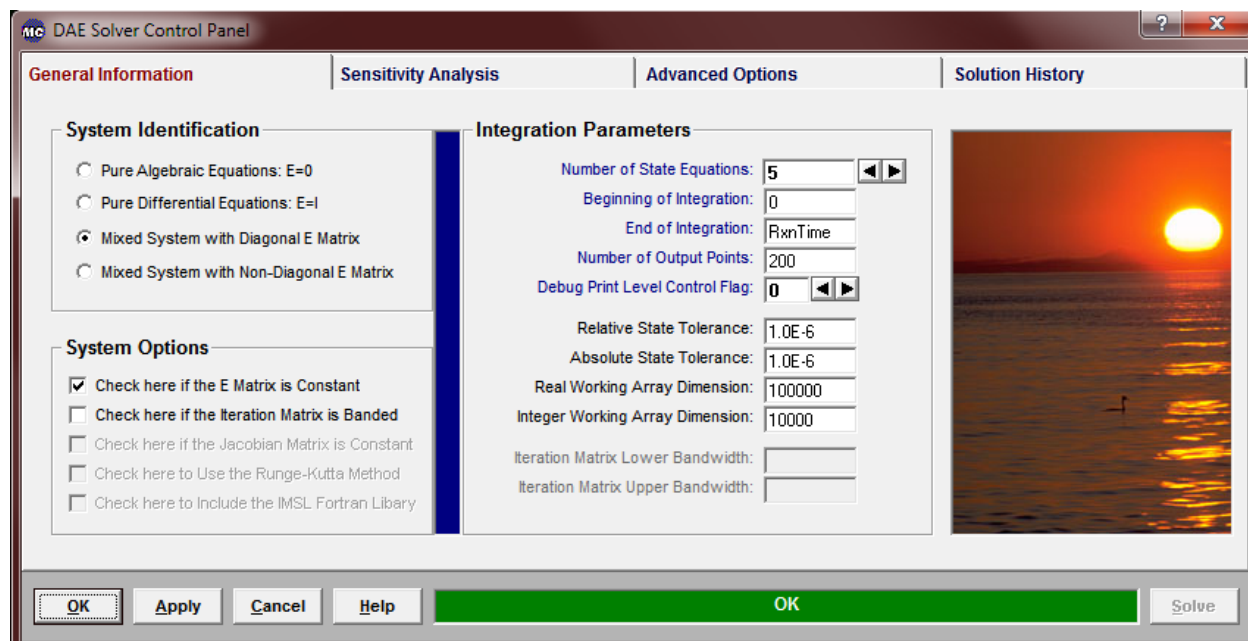 MC DAE Solver Control Panel
? X
General Information Sensitivity Analysis Advanced Options Solution History
System Identification
Pure Algebraic Equations: E=0
Pure Differential Equations: E=I
Mixed System with Diagonal E Matrix
Mixed System with Non-Diagonal E Matrix
System Options
Check here if the E Matrix is Constant
Check here if the Iteration Matrix is Banded
Check here if the Jacobian Matrix is Constant
Check here to Use the Runge-Kutta Method
Check here to Include the IMSL Fortran Libary
Integration Parameters
Number of State Equations: 5
Beginning of Integration: 0
End of Integration: RxnTime
Number of Output Points: 200
Debug Print Level Control Flag: 0
Relative State Tolerance: 1.0E-6
Absolute State Tolerance: 1.0E-6
Real Working Array Dimension: 100000
Integer Working Array Dimension: 10000
Iteration Matrix Lower Bandwidth:
Iteration Matrix Upper Bandwidth:
OK Apply Cancel Help OK Solve